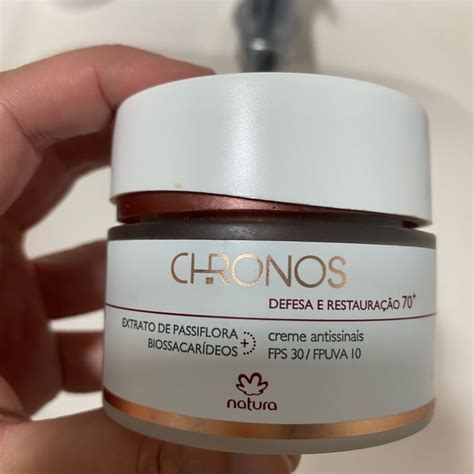 CHRONOS
DEFESA E RESTAURAÇÃO 70+
EXTRATO DE PASSIFLORA
BIOSSACARÍDEOS +
creme antissinais
FPS 30 / FPUVA 10
natura